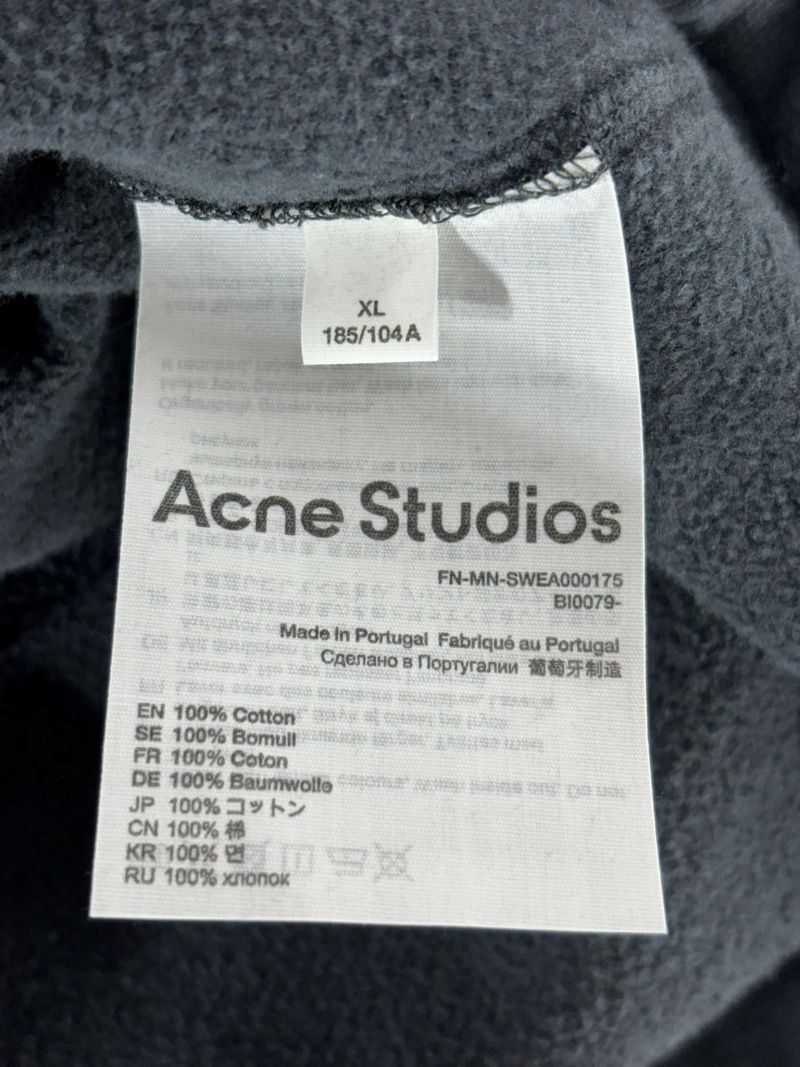 XL
185/104A
Acne Studios
FN-MN-SWEA000175
BI0079-
Made in Portugal Fabriqué au Portugal
Сделано в Португалии 葡萄牙制造
EN 100% Cotton
SE 100% Bomull
FR 100% Coton
DE 100% Baumwolle
JP 100% コットン
CN 100% 棉
KR 100% 면
RU 100% хлопок